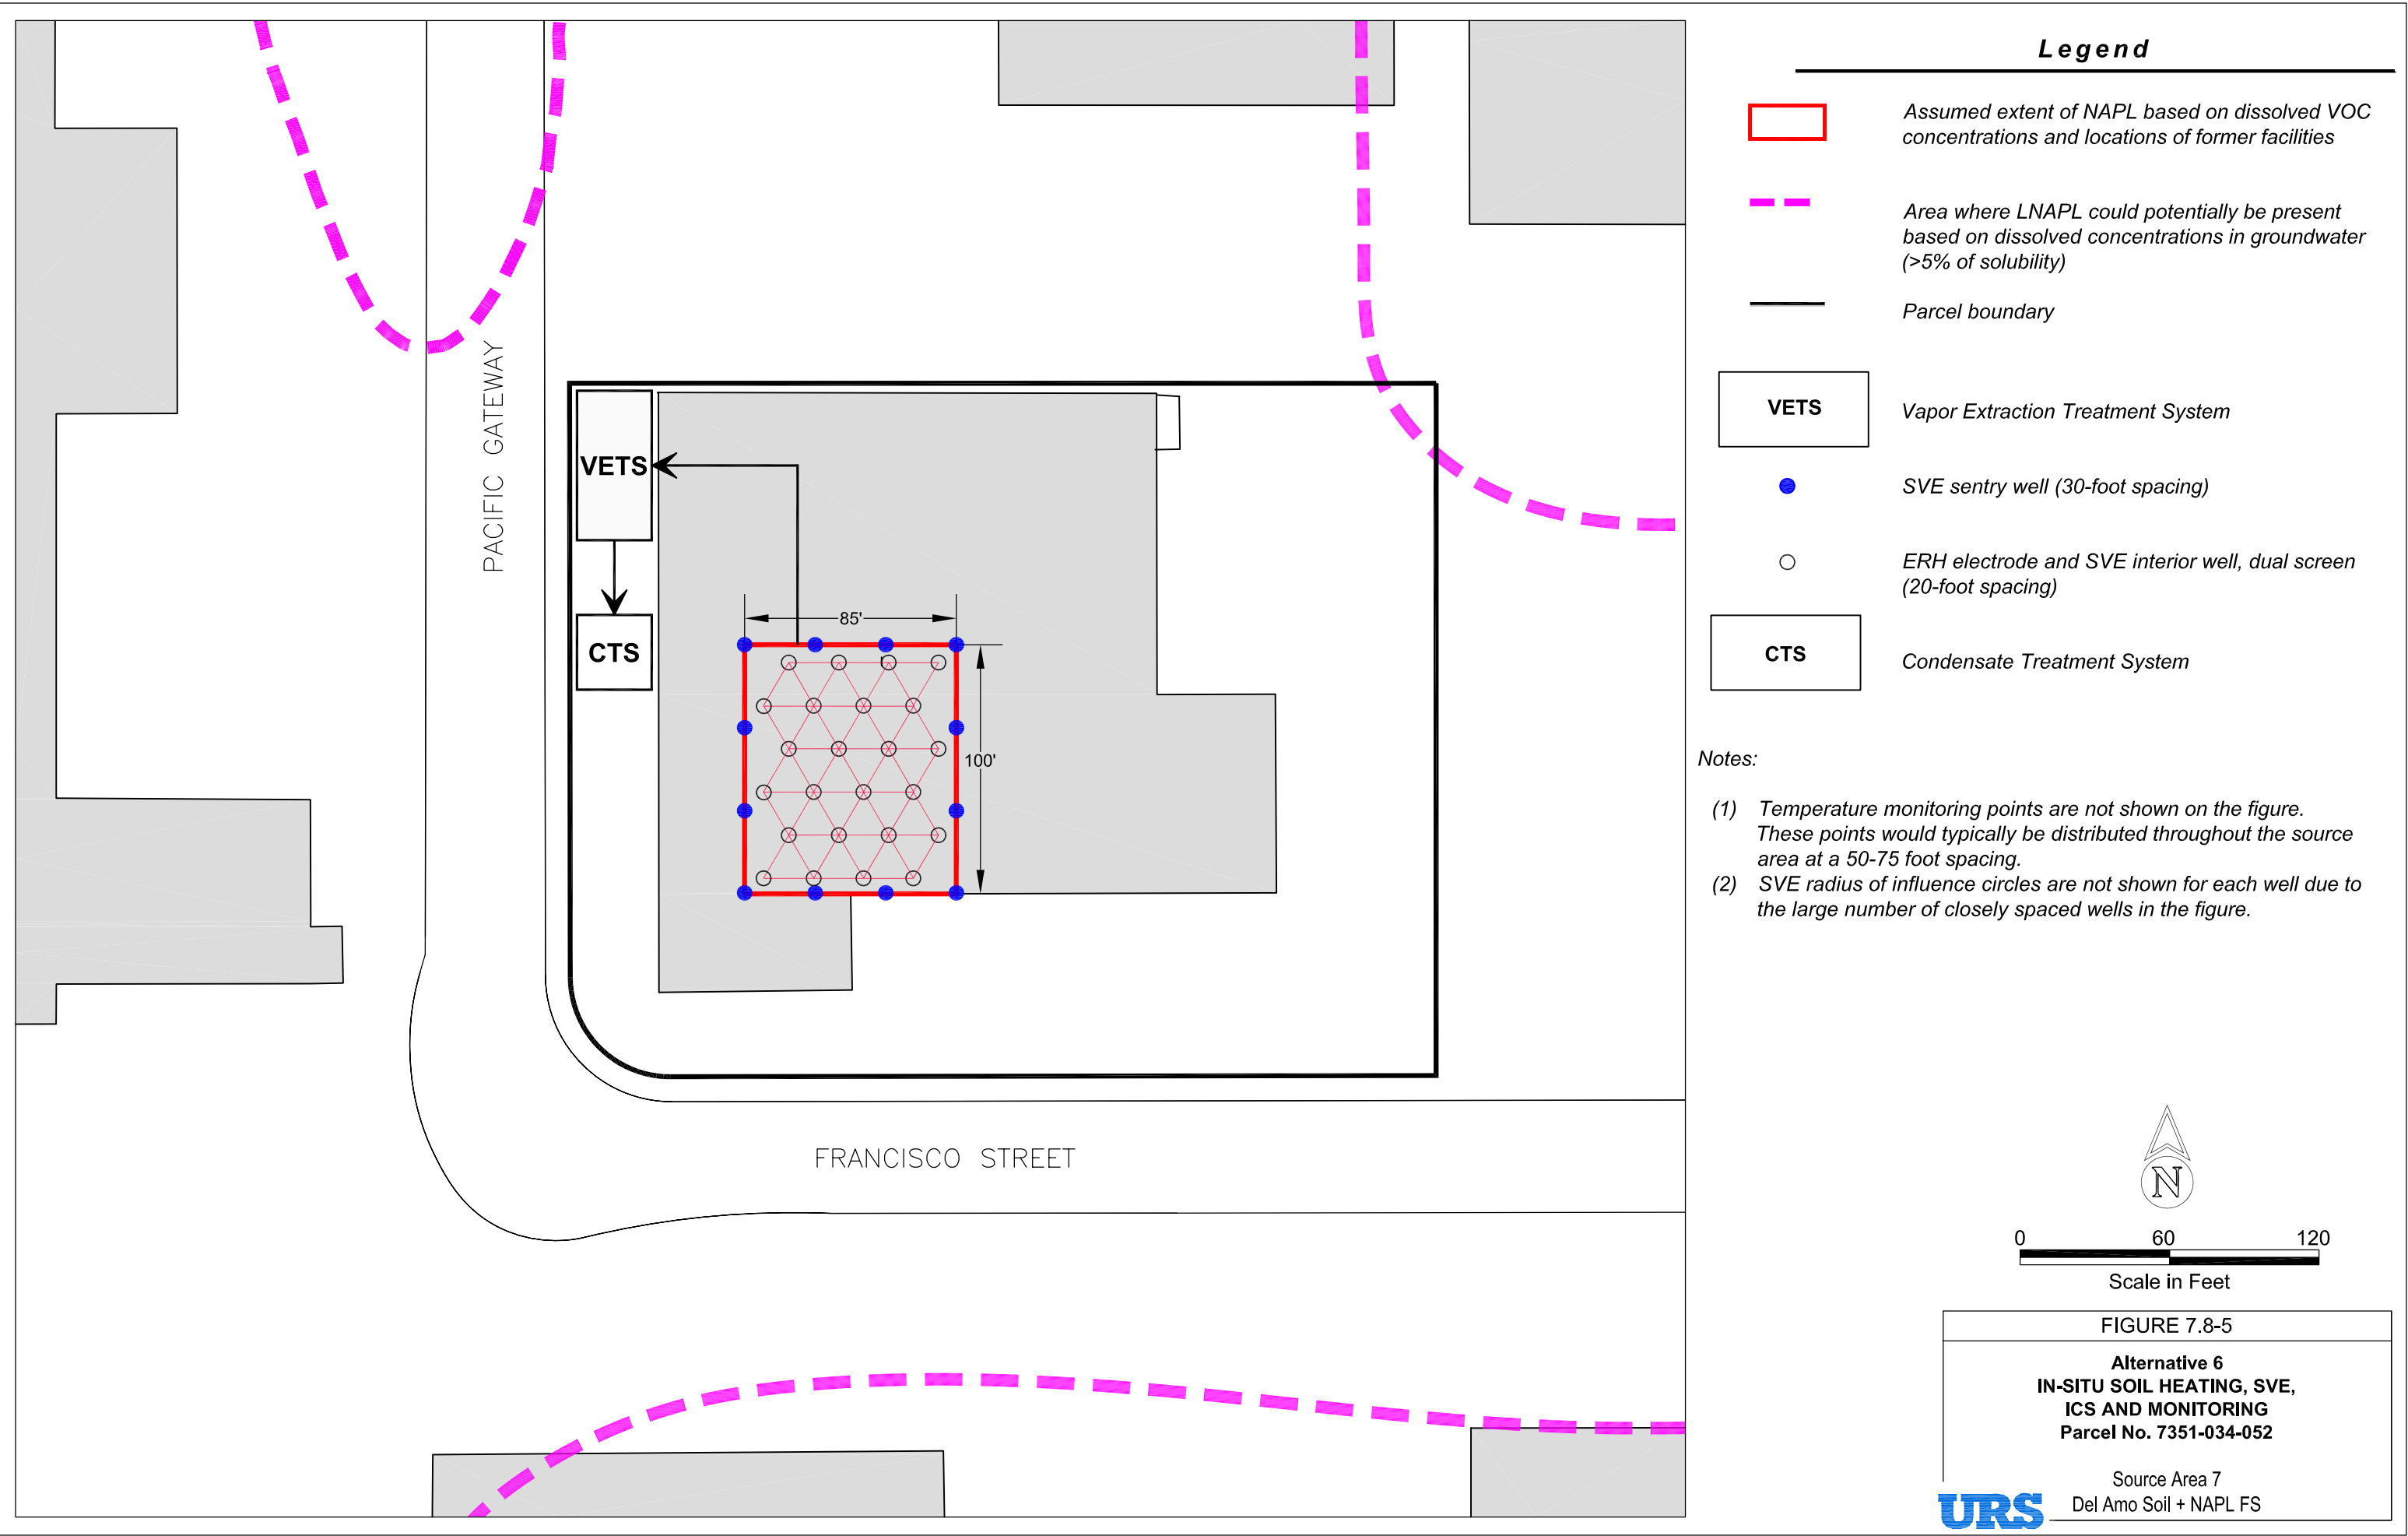 PACIFIC GATEWAY
VETS
CTS
85'
100'
FRANCISCO STREET
Legend
Assumed extent of NAPL based on dissolved VOC
concentrations and locations of former facilities
Area where LNAPL could potentially be present
based on dissolved concentrations in groundwater
(>5% of solubility)
Parcel boundary
VETS
Vapor Extraction Treatment System
SVE sentry well (30-foot spacing)
ERH electrode and SVE interior well, dual screen
(20-foot spacing)
CTS
Condensate Treatment System
Notes:
(1) Temperature monitoring points are not shown on the figure.
These points would typically be distributed throughout the source
area at a 50-75 foot spacing.
(2) SVE radius of influence circles are not shown for each well due to
the large number of closely spaced wells in the figure.
N
0 60 120
Scale in Feet
FIGURE 7.8-5
Alternative 6
IN-SITU SOIL HEATING, SVE,
ICS AND MONITORING
Parcel No. 7351-034-052
Source Area 7
Del Amo Soil + NAPL FS
URS